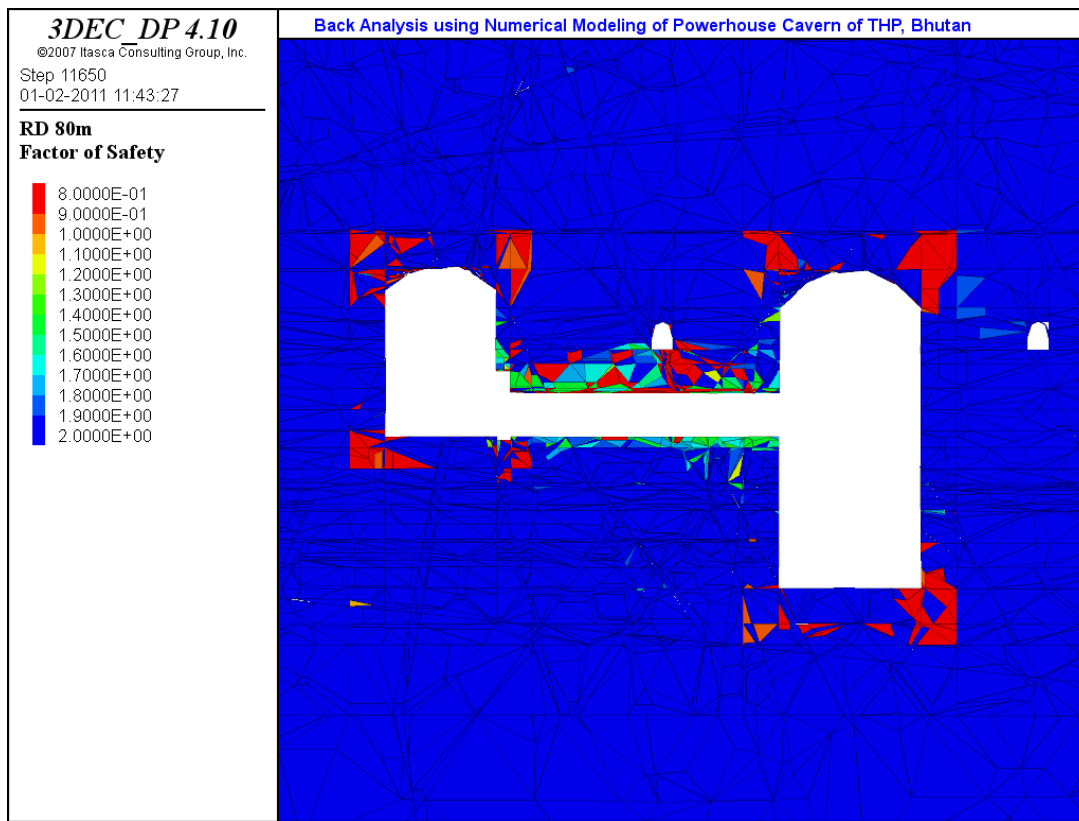 3DEC_DP 4.10
©2007 Itasca Consulting Group, Inc.
Step 11650
01-02-2011 11:43:27
RD 80m
Factor of Safety
8.0000E-01
9.0000E-01
1.0000E+00
1.1000E+00
1.2000E+00
1.3000E+00
1.4000E+00
1.5000E+00
1.6000E+00
1.7000E+00
1.8000E+00
1.9000E+00
2.0000E+00
Back Analysis using Numerical Modeling of Powerhouse Cavern of THP, Bhutan